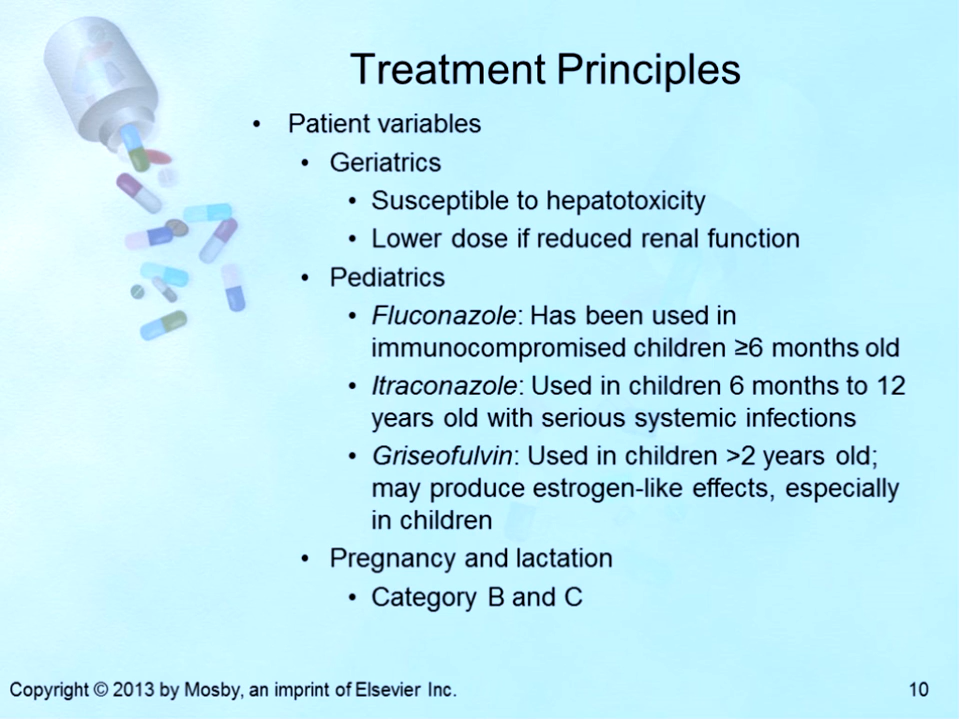 Treatment Principles
• Patient variables
• Geriatrics
• Susceptible to hepatotoxicity
• Lower dose if reduced renal function
• Pediatrics
• Fluconazole: Has been used in
immunocompromised children ≥6 months old
• Itraconazole: Used in children 6 months to 12
years old with serious systemic infections
• Griseofulvin: Used in children >2 years old;
may produce estrogen-like effects, especially
in children
• Pregnancy and lactation
• Category B and C
Copyright © 2013 by Mosby, an imprint of Elsevier Inc.
10